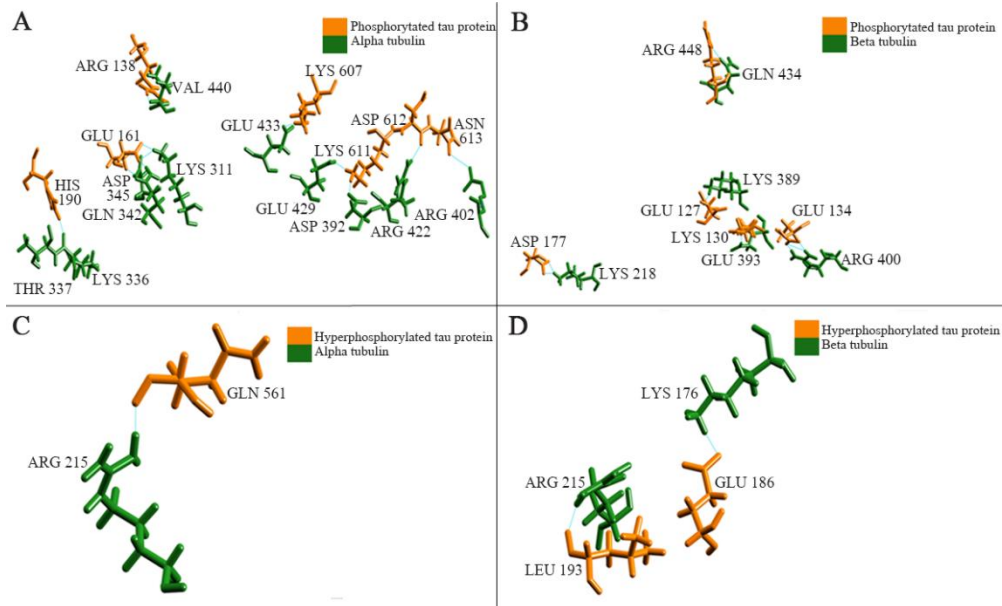 A
Phosphorytated tau protein
Alpha tubulin
ARG 138
VAL 440
LYS 607
GLU 433
ASP 612
ASN
613
GLU 161
LYS 611
HIS
190
ASP
345
LYS 311
GLN 342
GLU 429
ASP 392
ARG 422
ARG 402
THR 337
LYS 336
B
Phosphorytated tau protein
Beta tubulin
ARG 448
GLN 434
LYS 389
GLU 127
GLU 134
LYS 130
ASP 177
GLU 393
ARG 400
LYS 218
C
Hyperphosphorylated tau protein
Alpha tubulin
GLN 561
ARG 215
D
Hyperphosphorylated tau protein
Beta tubulin
LYS 176
ARG 215
GLU 186
LEU 193